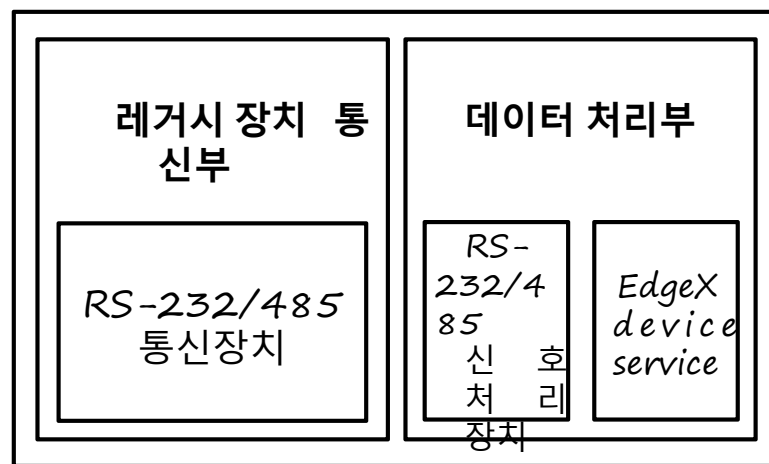 레거시 장치 통
신부
RS-232/485
통신장치
데이터 처리부
RS-
232/4
85
신 호
처 리
장치
EdgeX
device
service